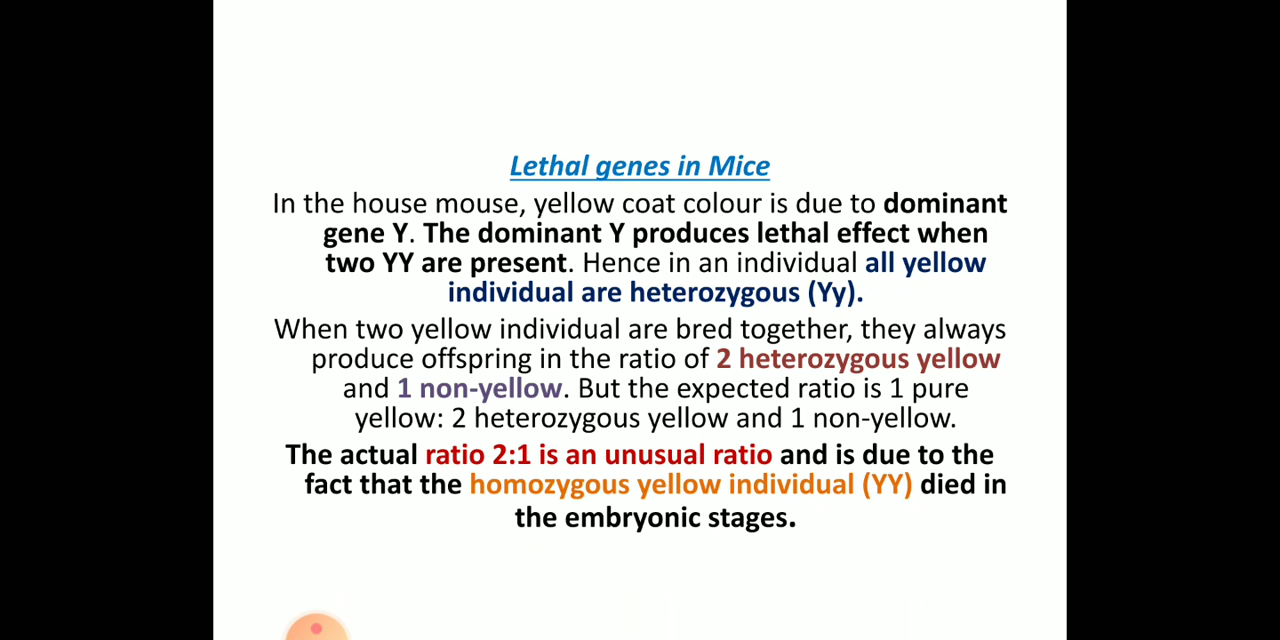 Lethal genes in Mice
In the house mouse, yellow coat colour is due to dominant
gene Y. The dominant Y produces lethal effect when
two YY are present. Hence in an individual all yellow
individual are heterozygous (Yy).
When two yellow individual are bred together, they always
produce offspring in the ratio of 2 heterozygous yellow
and 1 non-yellow. But the expected ratio is 1 pure
yellow: 2 heterozygous yellow and 1 non-yellow.
The actual ratio 2:1 is an unusual ratio and is due to the
fact that the homozygous yellow individual (YY) died in
the embryonic stages.